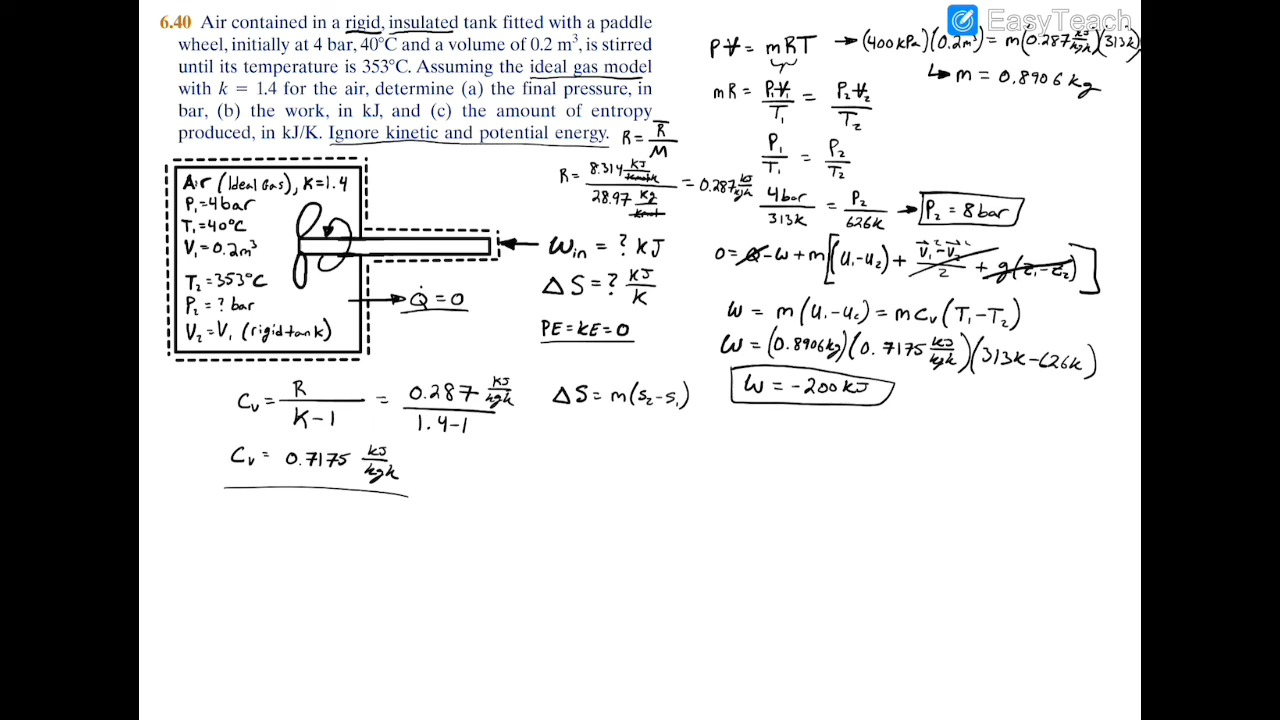 EasyTeach
6.40 Air contained in a rigid, insulated tank fitted with a paddle
wheel, initially at 4 bar, 40°C and a volume of 0.2 m³, is stirred
until its temperature is 353°C. Assuming the ideal gas model
with k = 1.4 for the air, determine (a) the final pressure, in
bar, (b) the work, in kJ, and (c) the amount of entropy
produced, in kJ/K. Ignore kinetic and potential energy.
Air (Ideal Gas), K=1.4
P₁=4bar
T₁=40°C
V₁=0.2m³
T₂=353°C
P₂=? bar
V₂=V₁ (rigid tank)
Q̇=0
Win = ? KJ
ΔS = ? KJ/K
PE=KE=0
R = R̅/M
R = 8.314 KJ/kmolk / 28.97 kg/kmol = 0.287 KJ/kgk
Cv = R/K-1 = 0.287 KJ/kgk / 1.4-1
Cv = 0.7175 KJ/kgk
ΔS = m(s₂-s₁)
PV = mRT → (400kPa)(0.2m³) = m(0.287 KJ/kgk)(313k)
↳ m = 0.8906 kg
mR = P₁V₁/T₁ = P₂V₂/T₂
P₁/T₁ = P₂/T₂
4bar/313K = P₂/626K → P₂ = 8bar
0 = Q-W+m[(U₁-U₂) + V₁²-V₂²/2 + g(z₁-z₂)]
W = m(U₁-U₂) = mCv(T₁-T₂)
W = (0.8906kg)(0.7175 KJ/kgk)(313k-626k)
W = -200KJ